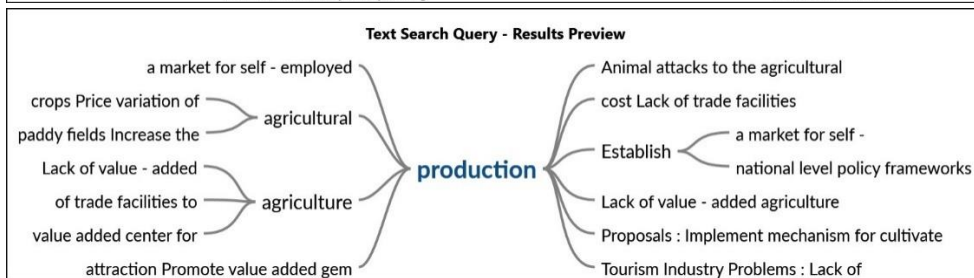 Text Search Query - Results Preview
a market for self - employed
crops Price variation of
paddy fields Increase the
agricultural
Lack of value - added
of trade facilities to
value added center for
agriculture
attraction Promote value added gem
production
Animal attacks to the agricultural
cost Lack of trade facilities
Establish
a market for self -
national level policy frameworks
Lack of value - added agriculture
Proposals : Implement mechanism for cultivate
Tourism Industry Problems : Lack of